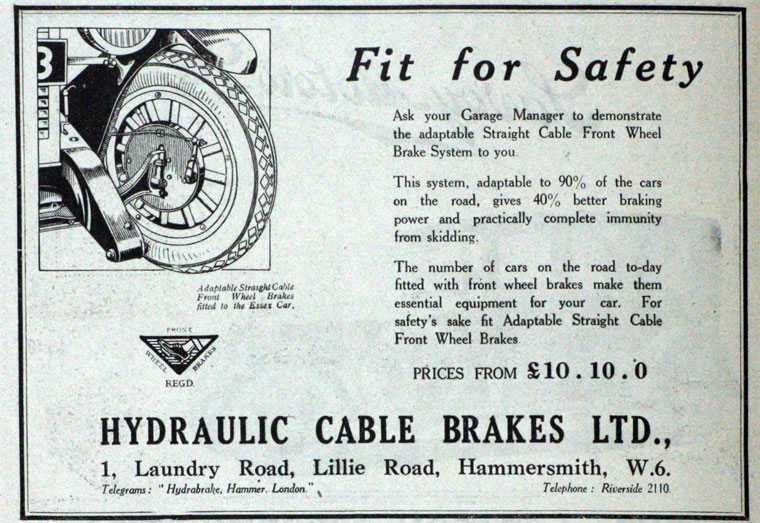 3
Fit for Safety
Ask your Garage Manager to demonstrate
the adaptable Straight Cable Front Wheel
Brake System to you.
This system, adaptable to 90% of the cars
on the road, gives 40% better braking
power and practically complete immunity
from skidding.
The number of cars on the road to-day
fitted with front wheel brakes make them
essential equipment for your car. For
safety's sake fit Adaptable Straight Cable
Front Wheel Brakes
PRICES FROM £10 . 10 . 0
Adaptable Straight Cable
Front Wheel Brakes
fitted to the Essex Car.
FRONT
WHEEL BRAKES
REGD.
HYDRAULIC CABLE BRAKES LTD.,
1, Laundry Road, Lillie Road, Hammersmith, W.6.
Telegrams : " Hydrabrake, Hammer. London." Telephone : Riverside 2110.